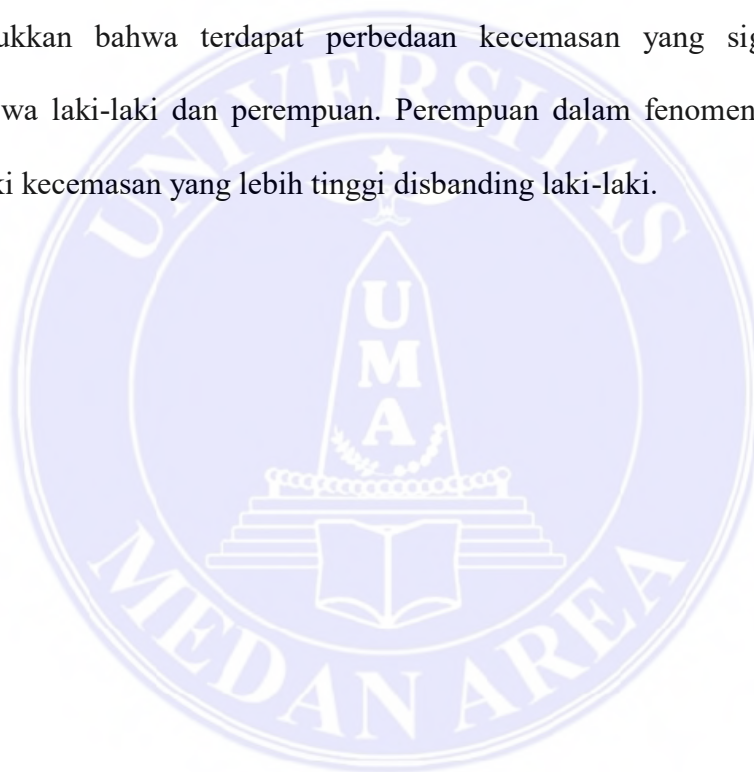 ukkan bahwa terdapat perbedaan kecemasan yang sig
wa laki-laki dan perempuan. Perempuan dalam fenomen
ki kecemasan yang lebih tinggi disbanding laki-laki.
UNIVERSITAS
U
M
A
MEDAN AREA